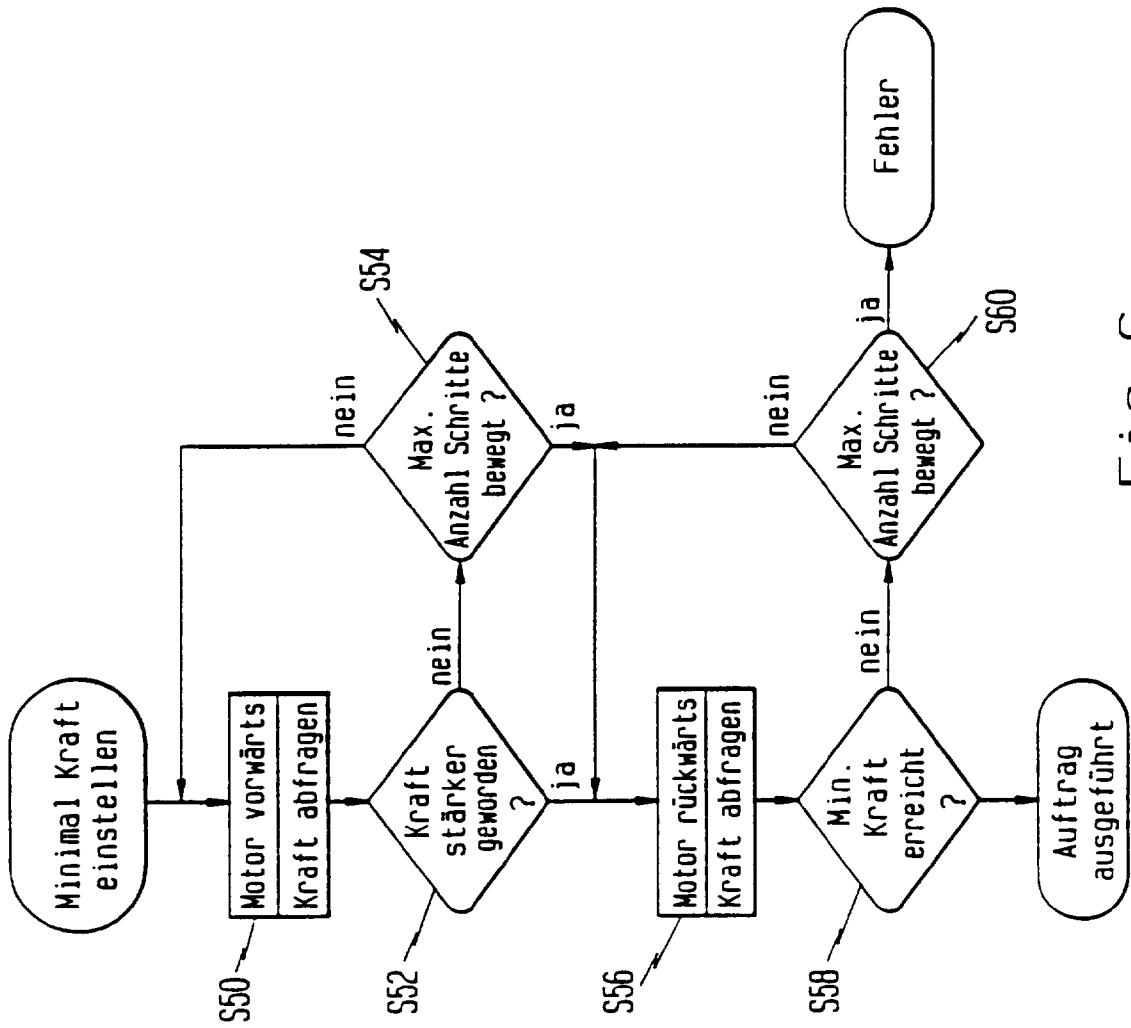 Minimal Kraft
einstellen
S50
Motor vorwärts
Kraft abfragen
S52
Kraft
stärker
geworden
?
nein
ja
S54
Max.
Anzahl Schritte
bewegt ?
nein
ja
S56
Motor rückwärts
Kraft abfragen
S58
Min.
Kraft
erreicht
?
nein
S60
Max.
Anzahl Schritte
bewegt ?
nein
ja
Fehler
Auftrag
ausgeführt